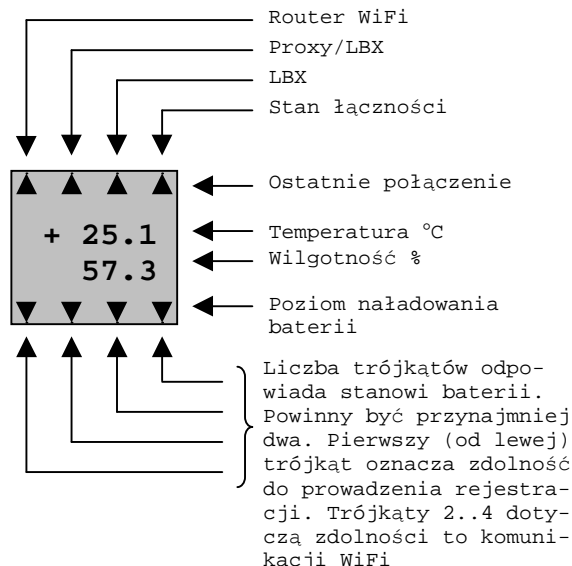 Router WiFi
Proxy/LBX
LBX
Stan łączności
Ostatnie połączenie
+ 25.1
Temperatura °C
57.3
Wilgotność %
Poziom naładowania
baterii
Liczba trójkątów odpo-
wiada stanowi baterii.
Powinny być przynajmniej
dwa. Pierwszy (od lewej)
trójkąt oznacza zdolność
do prowadzenia rejestra-
cji. Trójkąty 2..4 doty-
czą zdolności to komuni-
kacji WiFi